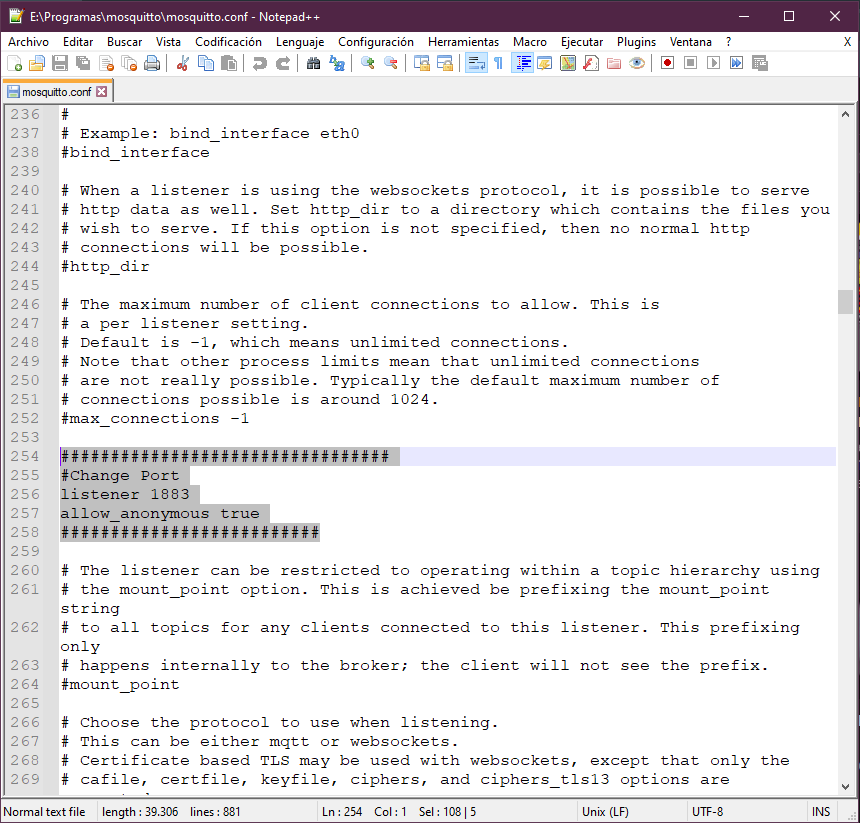 E:\Programas\mosquitto\mosquitto.conf - Notepad++
Archivo Editar Buscar Vista Codificación Lenguaje Configuración Herramientas Macro Ejecutar Plugins Ventana ? X
mosquitto.conf
236 #
237 # Example: bind_interface eth0
238 #bind_interface
239
240 # When a listener is using the websockets protocol, it is possible to serve
241 # http data as well. Set http_dir to a directory which contains the files you
242 # wish to serve. If this option is not specified, then no normal http
243 # connections will be possible.
244 #http_dir
245
246 # The maximum number of client connections to allow. This is
247 # a per listener setting.
248 # Default is -1, which means unlimited connections.
249 # Note that other process limits mean that unlimited connections
250 # are not really possible. Typically the default maximum number of
251 # connections possible is around 1024.
252 #max_connections -1
253
254 #################################
255 #Change Port
256 listener 1883
257 allow_anonymous true
258 ##########################
259
260 # The listener can be restricted to operating within a topic hierarchy using
261 # the mount_point option. This is achieved be prefixing the mount_point
string
262 # to all topics for any clients connected to this listener. This prefixing
only
263 # happens internally to the broker; the client will not see the prefix.
264 #mount_point
265
266 # Choose the protocol to use when listening.
267 # This can be either mqtt or websockets.
268 # Certificate based TLS may be used with websockets, except that only the
269 # cafile, certfile, keyfile, ciphers, and ciphers_tls13 options are
Normal text file length : 39.306 lines : 881 Ln : 254 Col : 1 Sel : 108 | 5 Unix (LF) UTF-8 INS